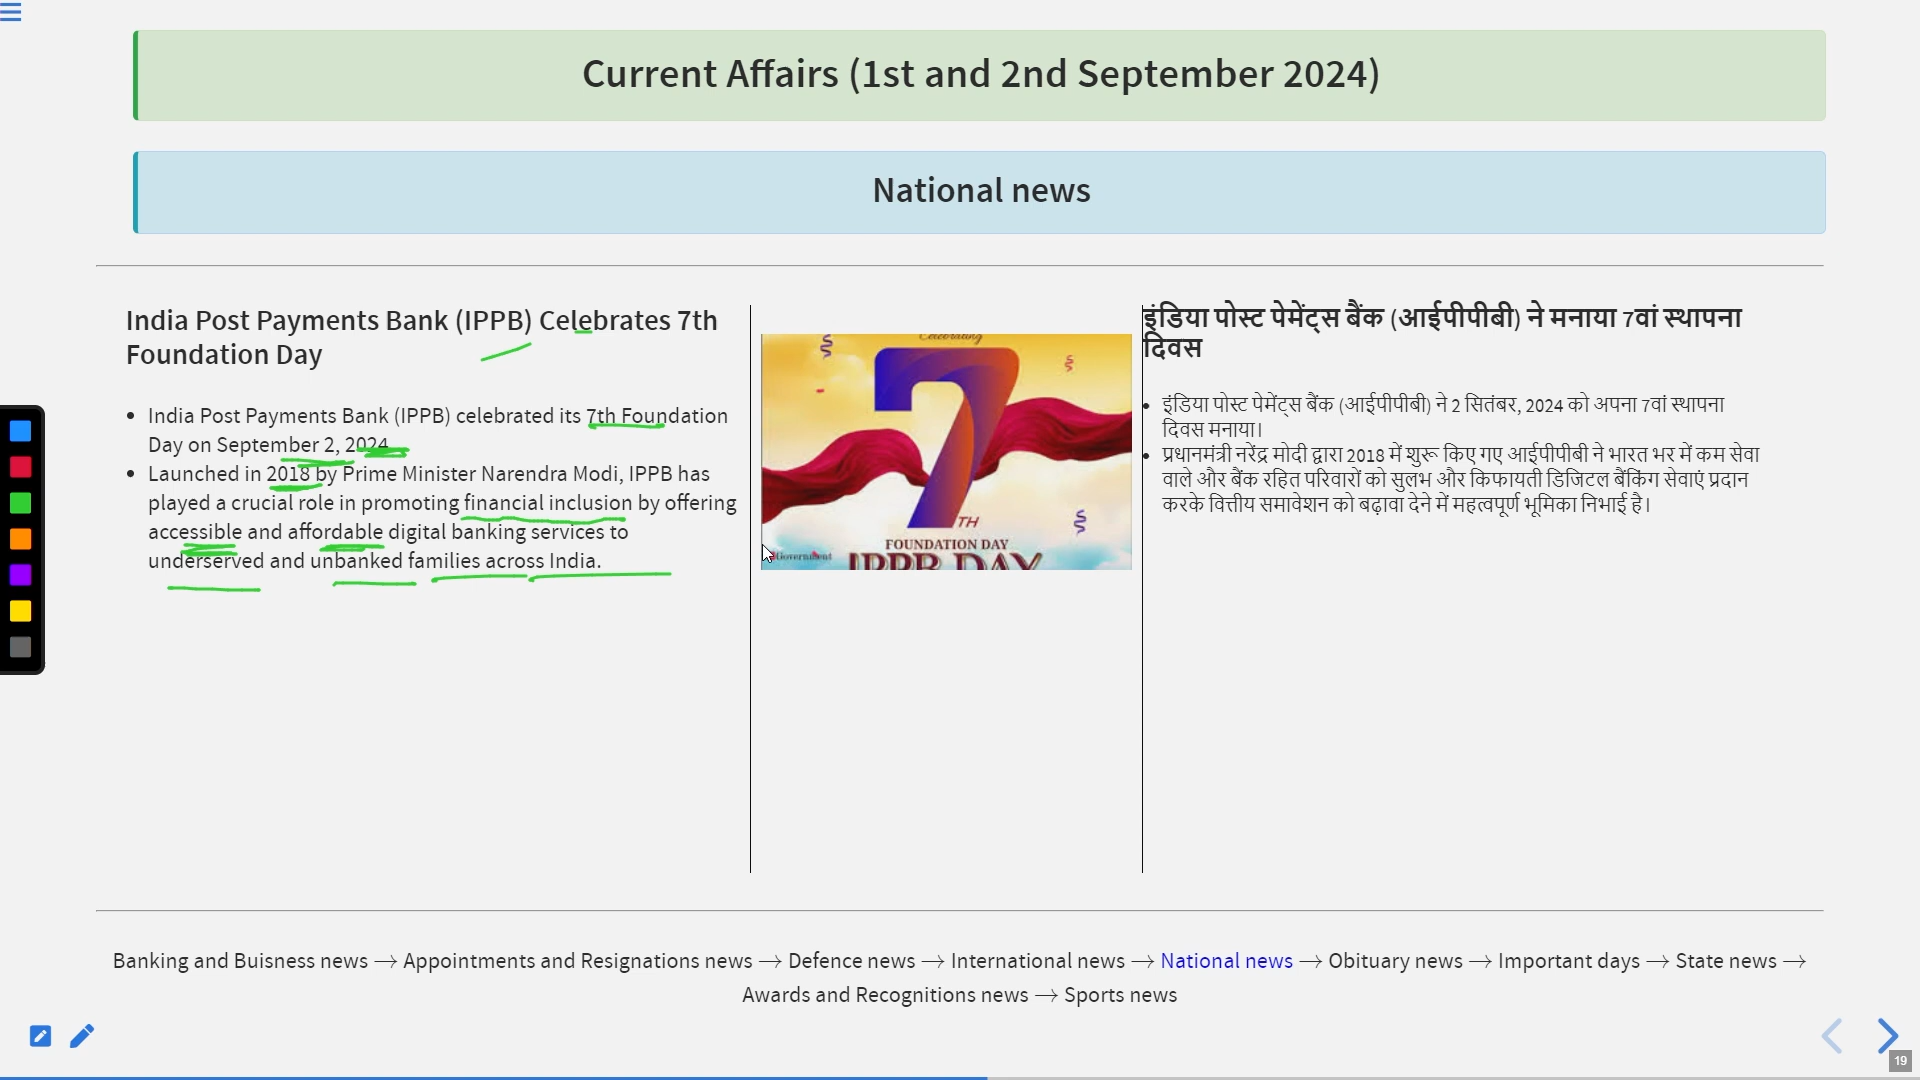 Current Affairs (1st and 2nd September 2024)
National news
India Post Payments Bank (IPPB) Celebrates 7th
Foundation Day
India Post Payments Bank (IPPB) celebrated its 7th Foundation
Day on September 2, 2024.
Launched in 2018 by Prime Minister Narendra Modi, IPPB has
played a crucial role in promoting financial inclusion by offering
accessible and affordable digital banking services to
underserved and unbanked families across India.
Celebrating
7
TH
FOUNDATION DAY
IPPB DAY
Government
इंडिया पोस्ट पेमेंट्स बैंक (आईपीपीबी) ने मनाया 7वां स्थापना
दिवस
इंडिया पोस्ट पेमेंट्स बैंक (आईपीपीबी) ने 2 सितंबर, 2024 को अपना 7वां स्थापना
दिवस मनाया।
प्रधानमंत्री नरेंद्र मोदी द्वारा 2018 में शुरू किए गए आईपीपीबी ने भारत भर में कम सेवा
वाले और बैंक रहित परिवारों को सुलभ और किफायती डिजिटल बैंकिंग सेवाएं प्रदान
करके वित्तीय समावेशन को बढ़ावा देने में महत्वपूर्ण भूमिका निभाई है।
Banking and Buisness news → Appointments and Resignations news → Defence news → International news → National news → Obituary news → Important days → State news →
Awards and Recognitions news → Sports news
19